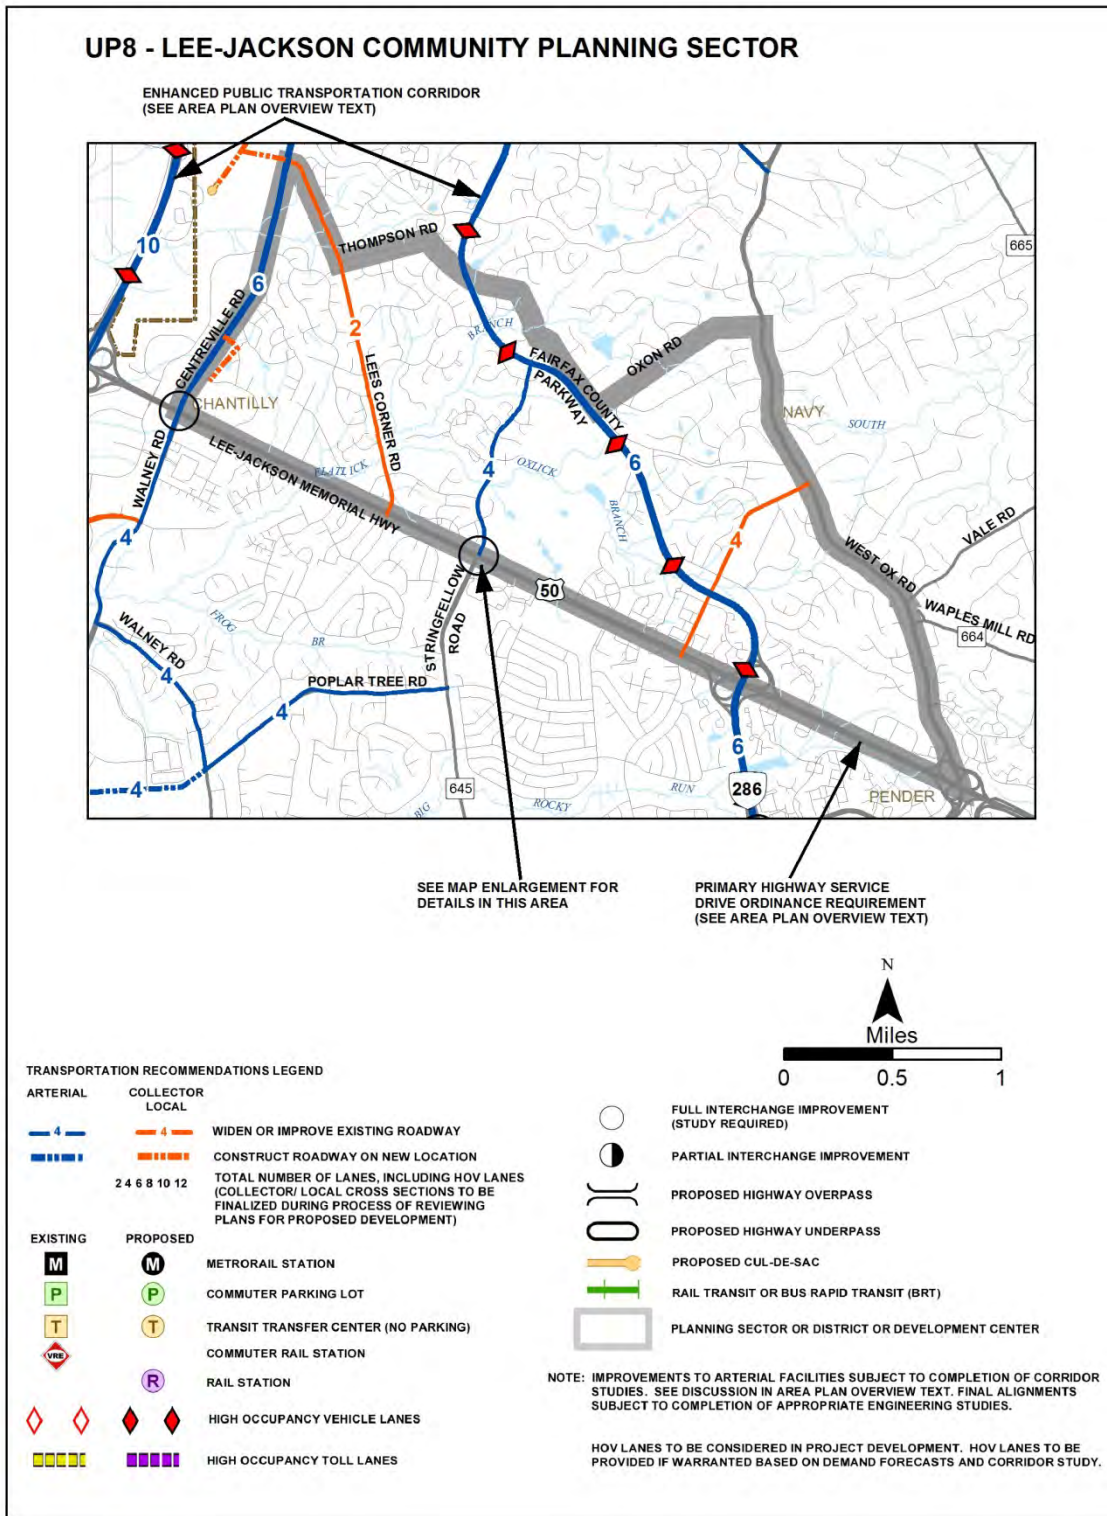 UP8 - LEE-JACKSON COMMUNITY PLANNING SECTOR
ENHANCED PUBLIC TRANSPORTATION CORRIDOR
(SEE AREA PLAN OVERVIEW TEXT)
10
6
CENTREVILLE RD
THOMPSON RD
665
2
LEES CORNER RD
BRANCH
FAIRFAX COUNTY
PARKWAY
OXON RD
CHANTILLY
NAVY
SOUTH
WALNEY RD
LEE-JACKSON MEMORIAL HWY
FLATLICK
4
OXLICK
BRANCH
6
4
VALE RD
WEST OX RD
4
50
WAPLES MILL RD
664
STRINGFELLOW
ROAD
FROG
BR
WALNEY RD
4
POPLAR TREE RD
4
4
6
645
BIG
ROCKY
RUN
286
PENDER
SEE MAP ENLARGEMENT FOR
DETAILS IN THIS AREA
PRIMARY HIGHWAY SERVICE
DRIVE ORDINANCE REQUIREMENT
(SEE AREA PLAN OVERVIEW TEXT)
N
Miles
0 0.5 1
TRANSPORTATION RECOMMENDATIONS LEGEND
ARTERIAL COLLECTOR
LOCAL
4 4 WIDEN OR IMPROVE EXISTING ROADWAY
CONSTRUCT ROADWAY ON NEW LOCATION
2 4 6 8 10 12 TOTAL NUMBER OF LANES, INCLUDING HOV LANES
(COLLECTOR/ LOCAL CROSS SECTIONS TO BE
FINALIZED DURING PROCESS OF REVIEWING
PLANS FOR PROPOSED DEVELOPMENT)
EXISTING PROPOSED
M M METRORAIL STATION
P P COMMUTER PARKING LOT
T T TRANSIT TRANSFER CENTER (NO PARKING)
VRE COMMUTER RAIL STATION
R RAIL STATION
HIGH OCCUPANCY VEHICLE LANES
HIGH OCCUPANCY TOLL LANES
FULL INTERCHANGE IMPROVEMENT
(STUDY REQUIRED)
PARTIAL INTERCHANGE IMPROVEMENT
PROPOSED HIGHWAY OVERPASS
PROPOSED HIGHWAY UNDERPASS
PROPOSED CUL-DE-SAC
RAIL TRANSIT OR BUS RAPID TRANSIT (BRT)
PLANNING SECTOR OR DISTRICT OR DEVELOPMENT CENTER
NOTE: IMPROVEMENTS TO ARTERIAL FACILITIES SUBJECT TO COMPLETION OF CORRIDOR
STUDIES. SEE DISCUSSION IN AREA PLAN OVERVIEW TEXT. FINAL ALIGNMENTS
SUBJECT TO COMPLETION OF APPROPRIATE ENGINEERING STUDIES.
HOV LANES TO BE CONSIDERED IN PROJECT DEVELOPMENT. HOV LANES TO BE
PROVIDED IF WARRANTED BASED ON DEMAND FORECASTS AND CORRIDOR STUDY.